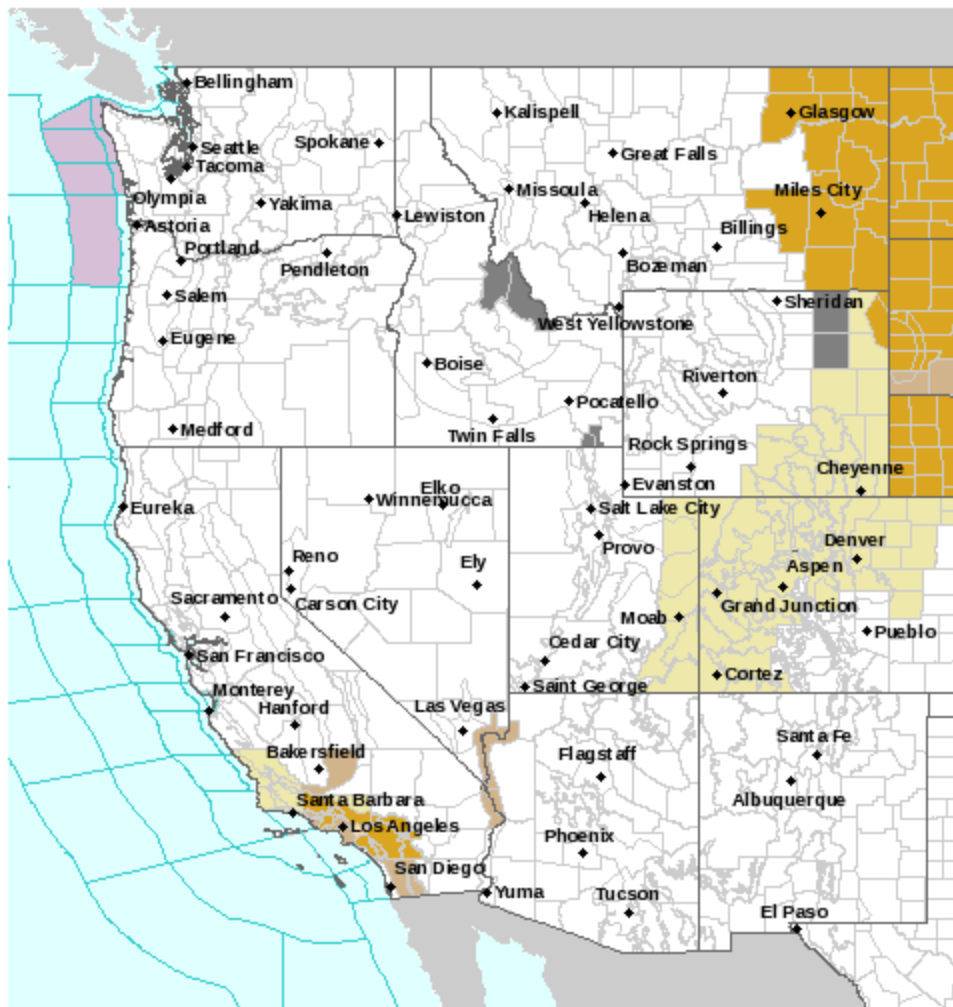 Bellingham
Kalispell
Glasgow
Seattle
Spokane
Great Falls
Tacoma
Missoula
Miles City
Olympia
Yakima
Lewiston
Helena
Astoria
Billings
Portland
Pendleton
Bozeman
Salem
Sheridan
West Yellowstone
Eugene
Boise
Riverton
Pocatello
Medford
Twin Falls
Rock Springs
Cheyenne
Evanston
Elko
Winnemucca
Eureka
Salt Lake City
Provo
Denver
Reno
Ely
Aspen
Sacramento
Carson City
Grand Junction
Moab
Pueblo
Cedar City
San Francisco
Cortez
Saint George
Monterey
Hanford
Las Vegas
Santa Fe
Bakersfield
Flagstaff
Albuquerque
Santa Barbara
Los Angeles
Phoenix
San Diego
Yuma
Tucson
El Paso